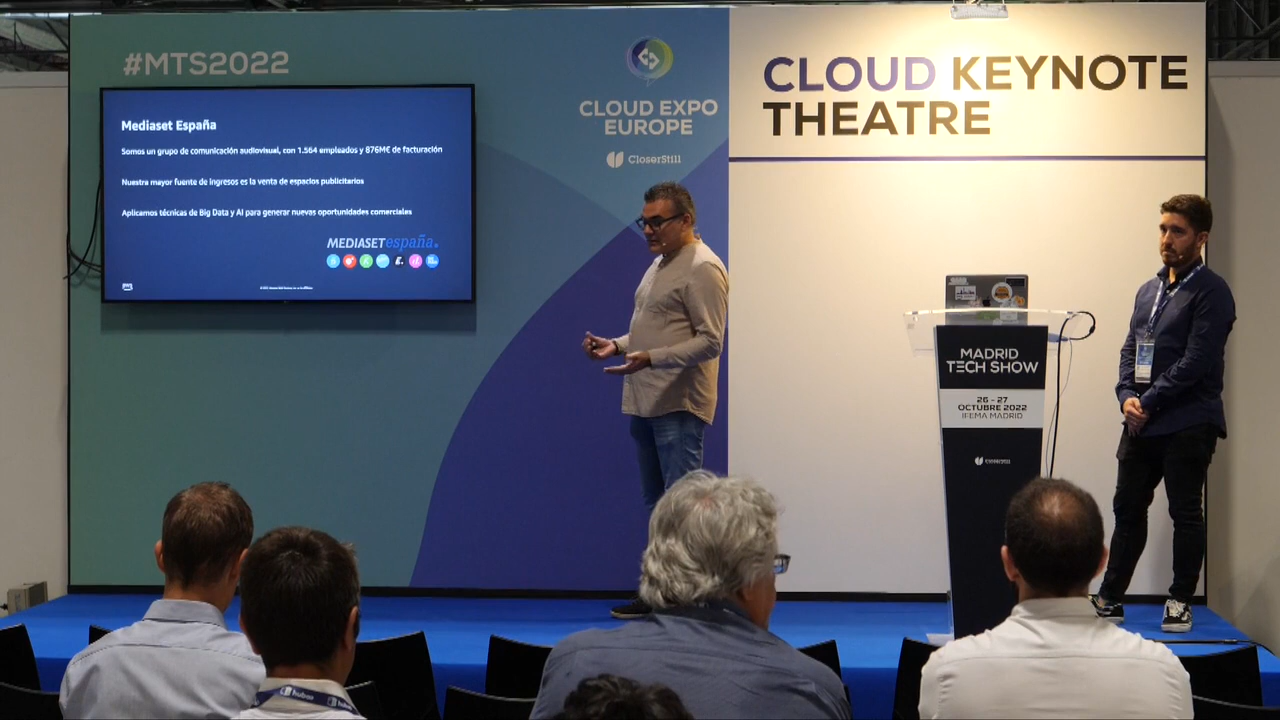 #MTS2022
Mediaset España
Somos un grupo de comunicación audiovisual, con 1.564 empleados y 876M€ de facturación
Nuestra mayor fuente de ingresos es la venta de espacios publicitarios
Aplicamos técnicas de Big Data y AI para generar nuevas oportunidades comerciales
MEDIASETespaña.
aws
CLOUD EXPO
EUROPE
CloserStill
CLOUD KEYNOTE
THEATRE
MADRID
TECH SHOW
26 - 27
OCTUBRE 2022
IFEMA MADRID
CloserStill